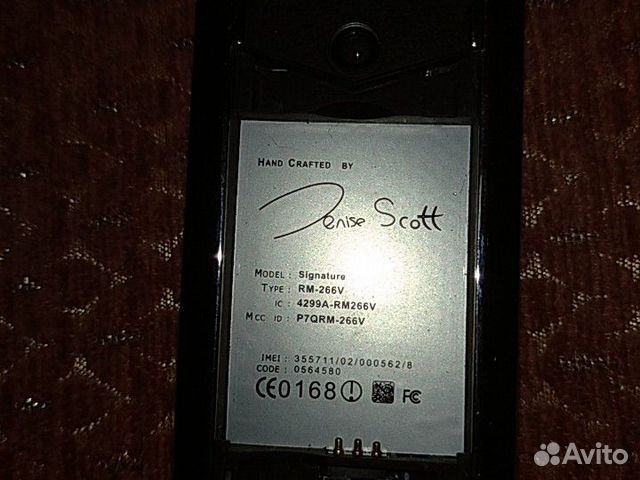 HAND CRAFTED BY
Denise Scott
MODEL : Signature
TYPE : RM-266V
IC : 4299A-RM266V
MCC ID : P7QRM-266V
IMEI : 355711/02/000562/8
CODE : 0564580
CE0168 FC
Avito